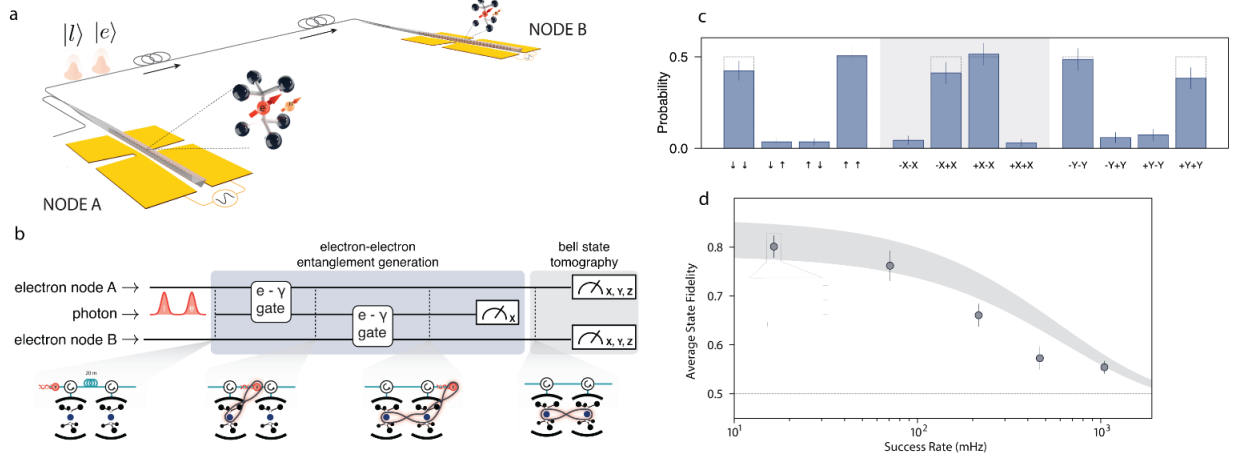 a
|l⟩ |e⟩
NODE B
e
NODE A
b
electron-electron
entanglement generation
bell state
tomography
electron node A →
photon →
electron node B →
e - γ
gate
e - γ
gate
X
X, Y, Z
X, Y, Z
20 m
c
Probability
0.5
0.0
↓ ↓
↓ ↑
↑ ↓
↑ ↑
-X-X
-X+X
+X-X
+X+X
-Y-Y
-Y+Y
+Y-Y
+Y+Y
d
Average State Fidelity
0.8
0.7
0.6
0.5
10¹
10²
10³
Success Rate (mHz)